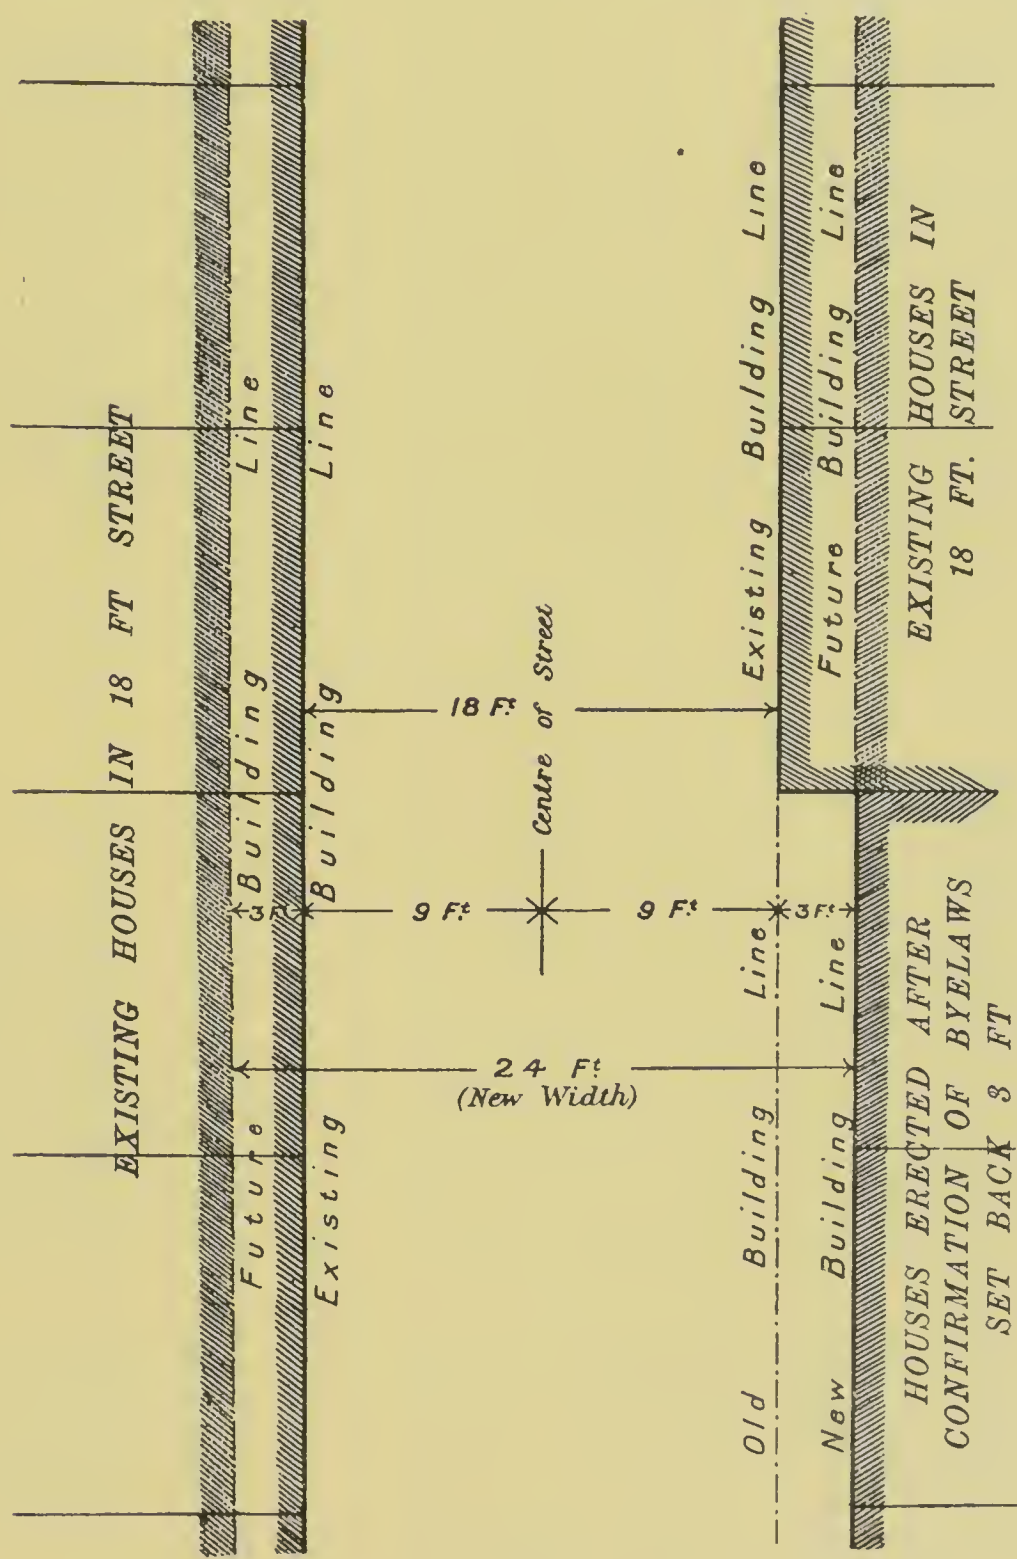 EXISTING HOUSES IN 18 FT STREET
Future Building Line
Existing Building Line
18 Ft
Centre of Street
3 Ft
9 Ft
9 Ft
3 Ft
24 Ft
(New Width)
Existing Building Line
Future Building Line
EXISTING HOUSES IN
18 FT. STREET
Old Building Line
New Building Line
HOUSES ERECTED AFTER
CONFIRMATION OF BYELAWS
SET BACK 3 FT